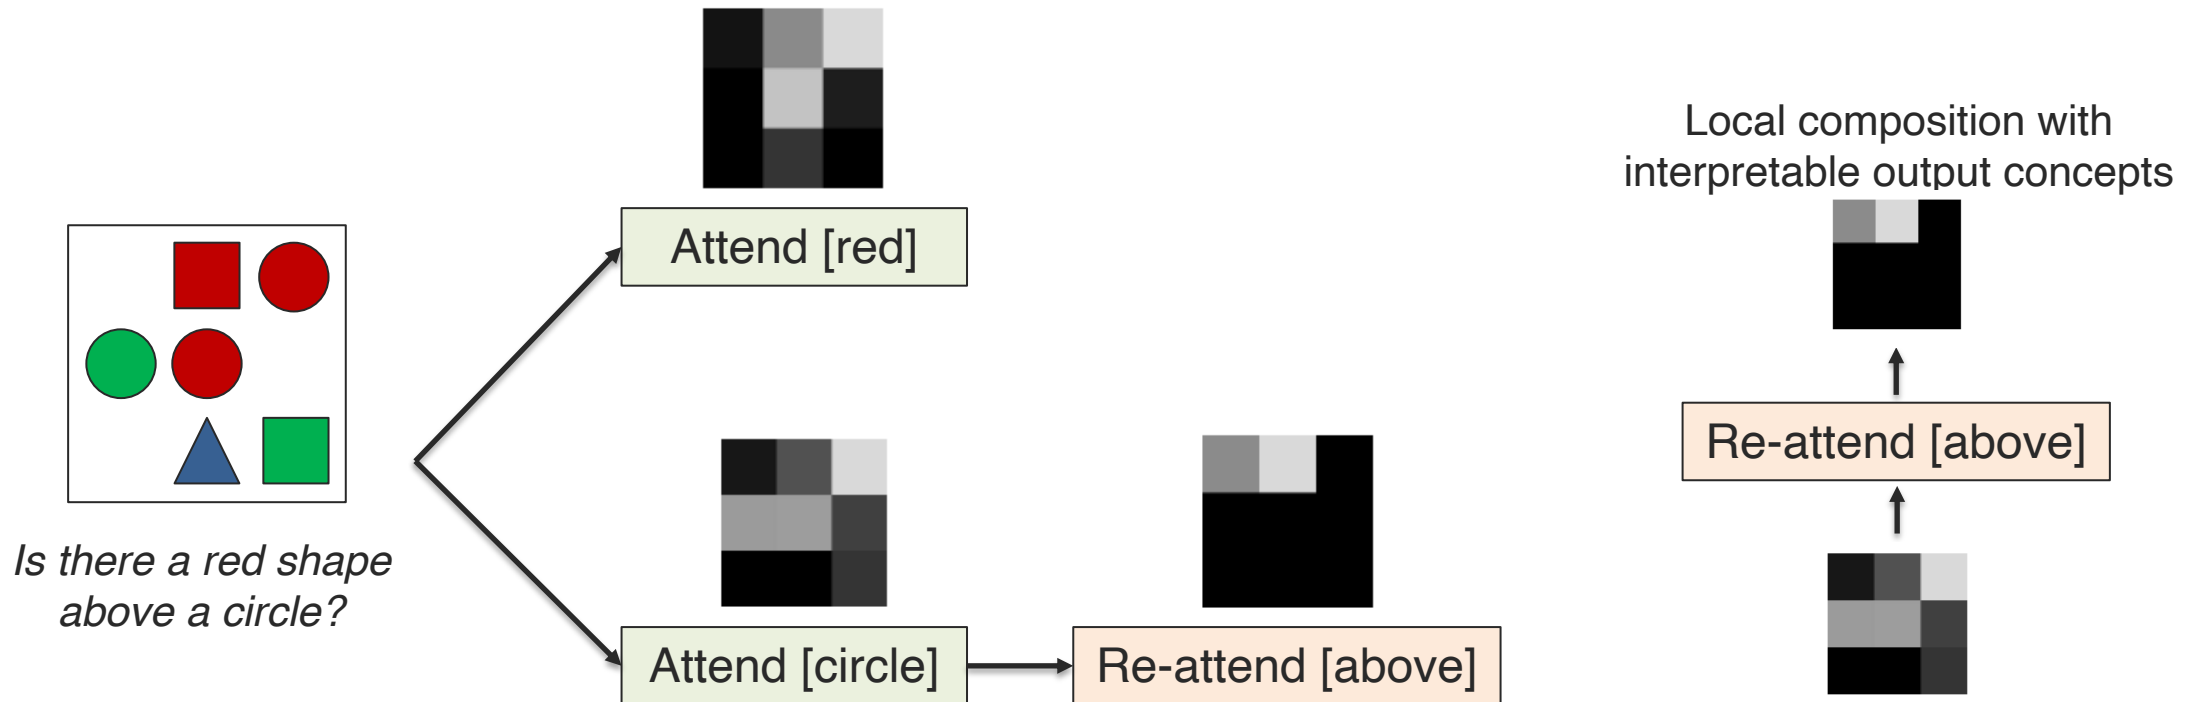 Is there a red shape
above a circle?
Attend [red]
Attend [circle]
Re-attend [above]
Local composition with
interpretable output concepts
Re-attend [above]